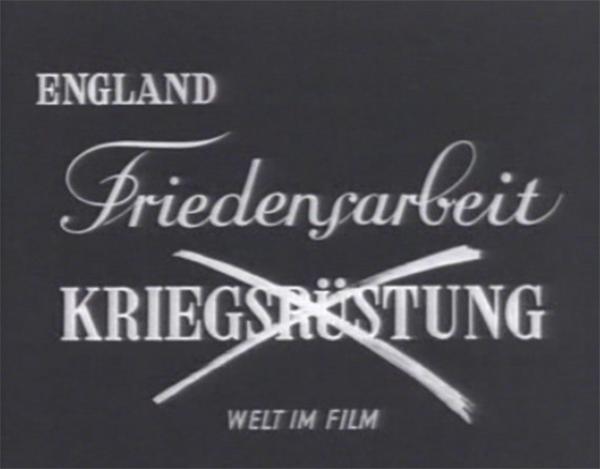 ENGLAND
Friedensarbeit
KRIEGSRÜSTUNG
WELT IM FILM